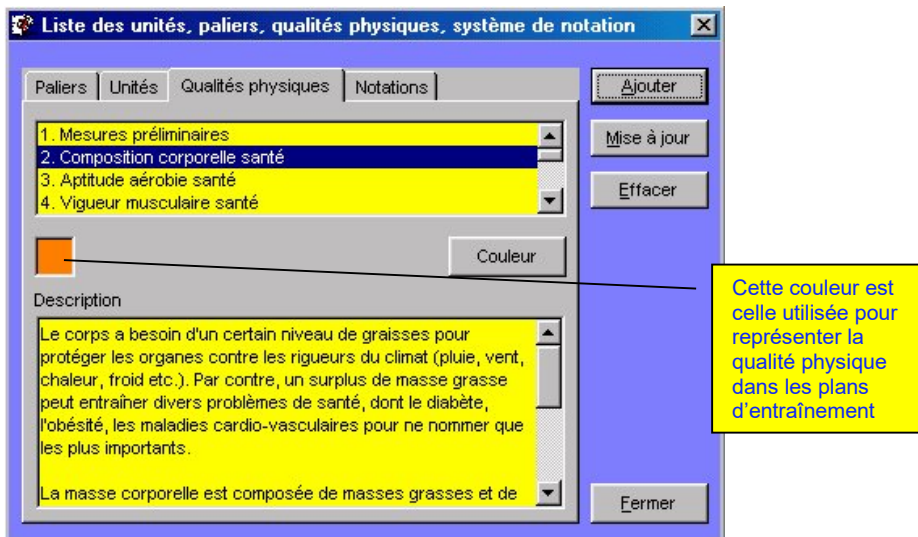 Liste des unités, paliers, qualités physiques, système de notation
Paliers Unités Qualités physiques Notations
1. Mesures préliminaires
2. Composition corporelle santé
3. Aptitude aérobie santé
4. Vigueur musculaire santé
Ajouter
Mise à jour
Effacer
Couleur
Description
Le corps a besoin d'un certain niveau de graisses pour
protéger les organes contre les rigueurs du climat (pluie, vent,
chaleur, froid etc.). Par contre, un surplus de masse grasse
peut entraîner divers problèmes de santé, dont le diabète,
l'obésité, les maladies cardio-vasculaires pour ne nommer que
les plus importants.
La masse corporelle est composée de masses grasses et de
Fermer
Cette couleur est
celle utilisée pour
représenter la
qualité physique
dans les plans
d'entraînement